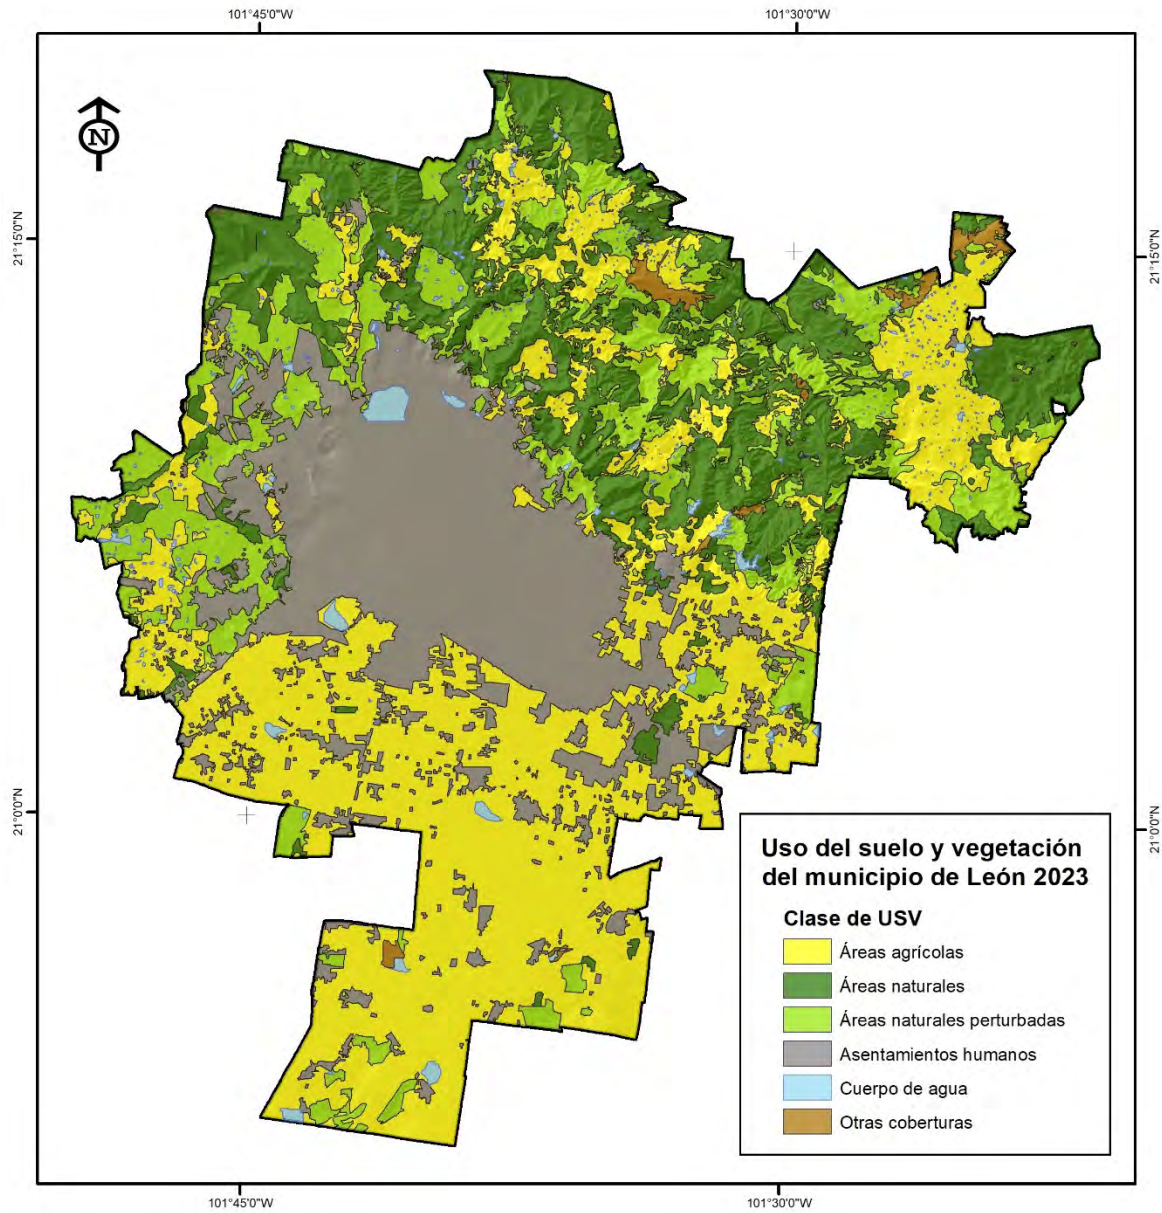 101°45'0"W
101°30'0"W
N
21°15'0"N
21°15'0"N
21°0'0"N
21°0'0"N
Uso del suelo y vegetación
del municipio de León 2023
Clase de USV
Áreas agrícolas
Áreas naturales
Áreas naturales perturbadas
Asentamientos humanos
Cuerpo de agua
Otras coberturas
101°45'0"W
101°30'0"W